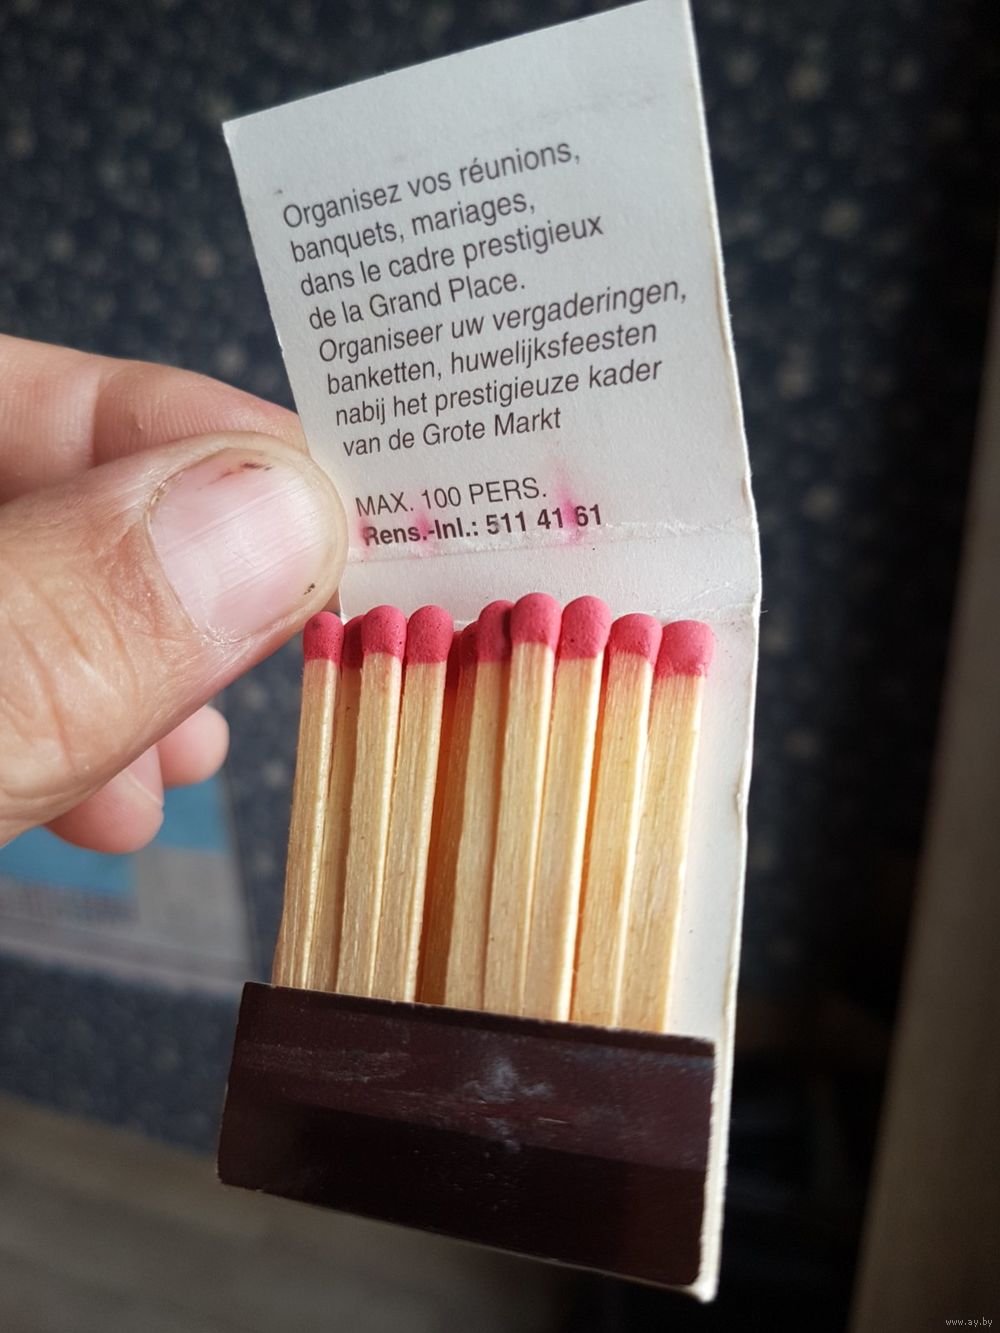 Organisez vos réunions,
banquets, mariages,
dans le cadre prestigieux
de la Grand Place.
Organiseer uw vergaderingen,
banketten, huwelijksfeesten
nabij het prestigieuze kader
van de Grote Markt
MAX. 100 PERS.
Rens.-Inl.: 511 41 61
www.ay.by